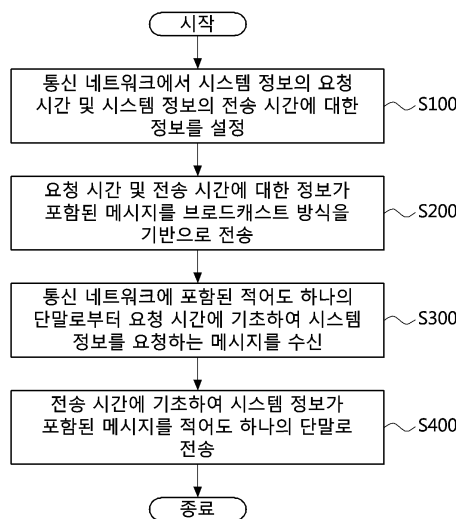 시작
통신 네트워크에서 시스템 정보의 요청
시간 및 시스템 정보의 전송 시간에 대한
정보를 설정
S100
요청 시간 및 전송 시간에 대한 정보가
포함된 메시지를 브로드캐스트 방식을
기반으로 전송
S200
통신 네트워크에 포함된 적어도 하나의
단말로부터 요청 시간에 기초하여 시스템
정보를 요청하는 메시지를 수신
S300
전송 시간에 기초하여 시스템 정보가
포함된 메시지를 적어도 하나의 단말로
전송
S400
종료